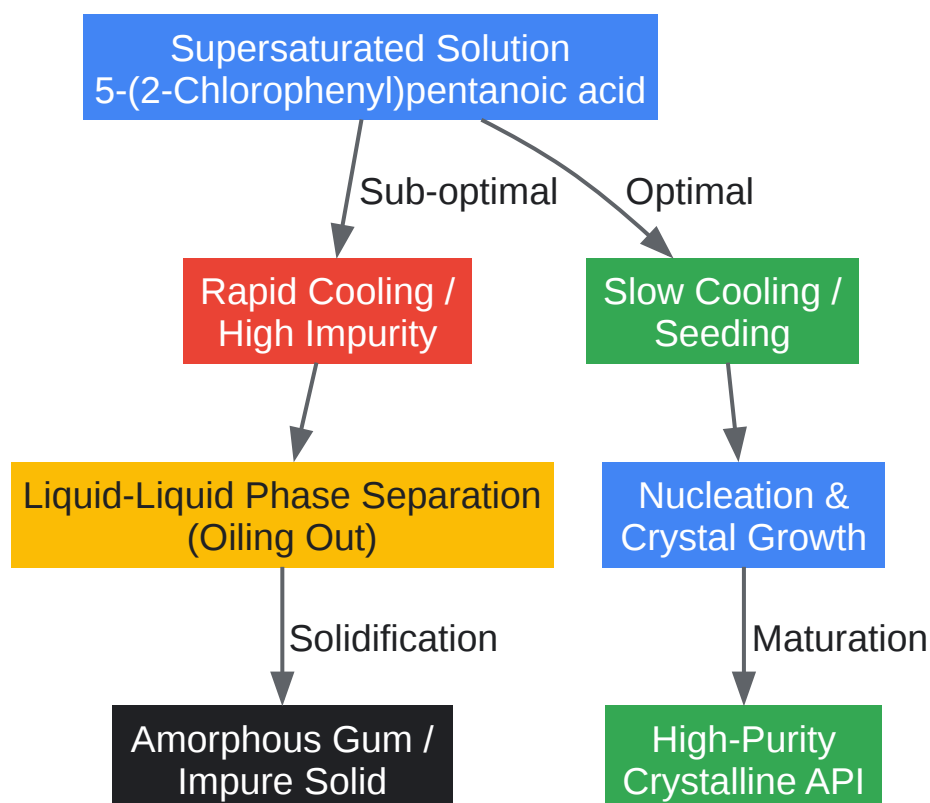 Supersaturated Solution
5-(2-Chlorophenyl)pentanoic acid
Sub-optimal
Optimal
Rapid Cooling /
High Impurity
Slow Cooling /
Seeding
Liquid-Liquid Phase Separation
(Oiling Out)
Nucleation &
Crystal Growth
Solidification
Maturation
Amorphous Gum /
Impure Solid
High-Purity
Crystalline API